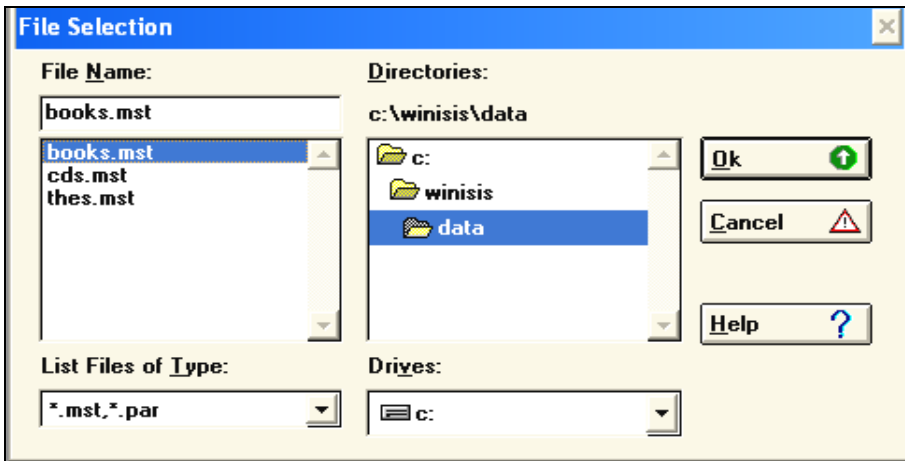 File Selection
File Name:
books.mst
books.mst
cds.mst
thes.mst
List Files of Type:
*.mst,*.par
Directories:
c:\winisis\data
c:
winisis
data
Drives:
c:
Ok
Cancel
Help